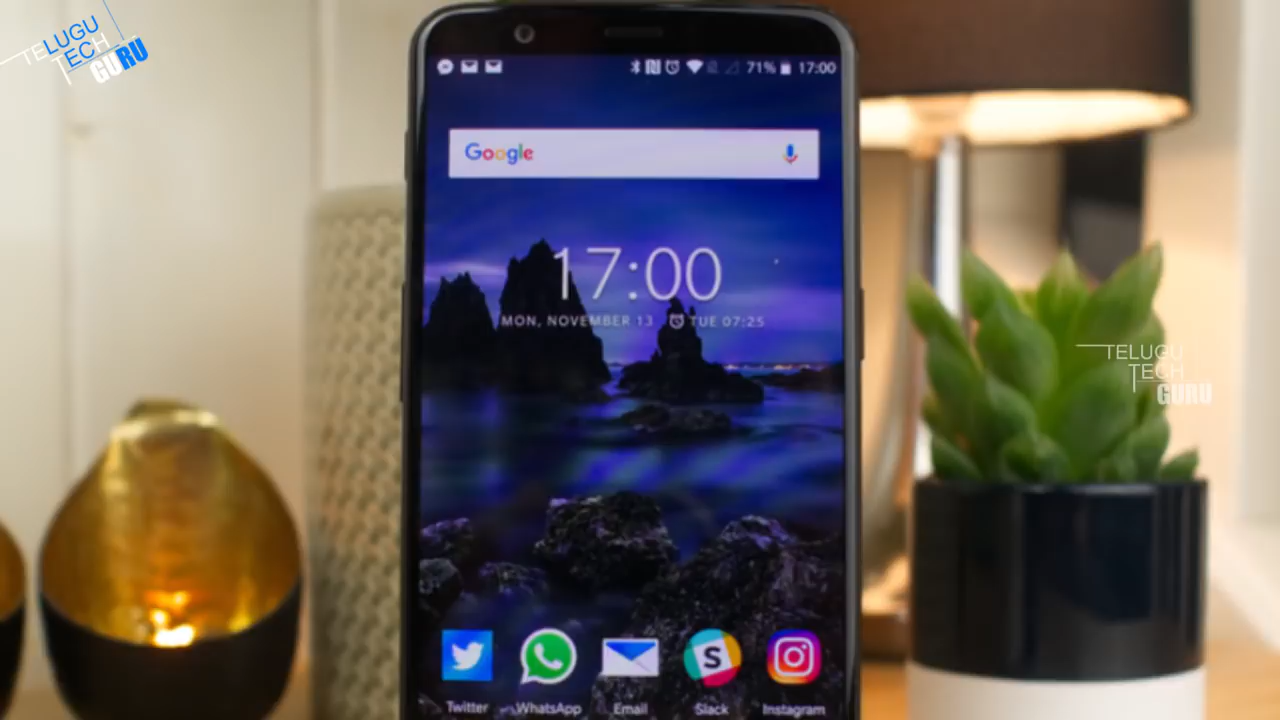 TELUGU
TECH
GURU
71% 17:00
Google
17:00
MON, NOVEMBER 13 TUE 07:25
TELUGU
TECH
GURU
S
Twitter WhatsApp Email Slack Instagram